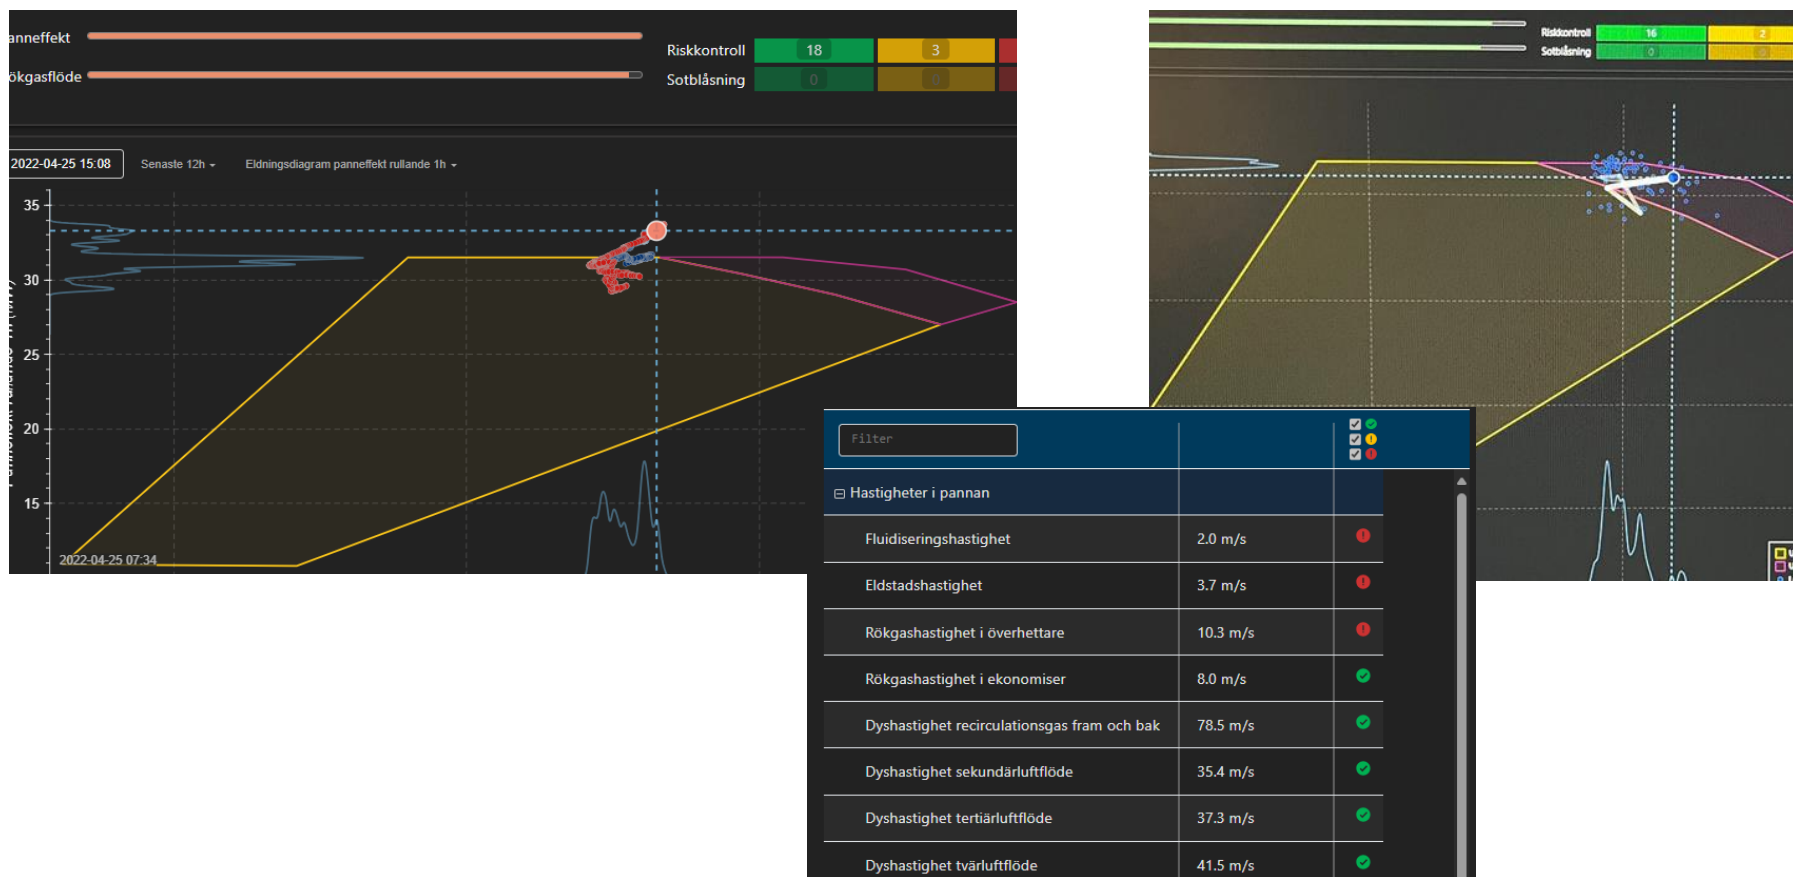 anneffekt
ökgasflöde
Riskkontroll 18 3
Sotblåsning 0 0
2022-04-25 15:08 Senaste 12h Eldningsdiagram panneffekt rullande 1h
35
30
25
20
15
2022-04-25 07:34
Riskkontroll 16 2
Sotblåsning 0 0
Filter
Hastigheter i pannan
Fluidiseringshastighet 2.0 m/s
Eldstadshastighet 3.7 m/s
Rökgashastighet i överhettare 10.3 m/s
Rökgashastighet i ekonomiser 8.0 m/s
Dyshastighet recirculationsgas fram och bak 78.5 m/s
Dyshastighet sekundärluftflöde 35.4 m/s
Dyshastighet tertiärluftflöde 37.3 m/s
Dyshastighet tvärluftflöde 41.5 m/s